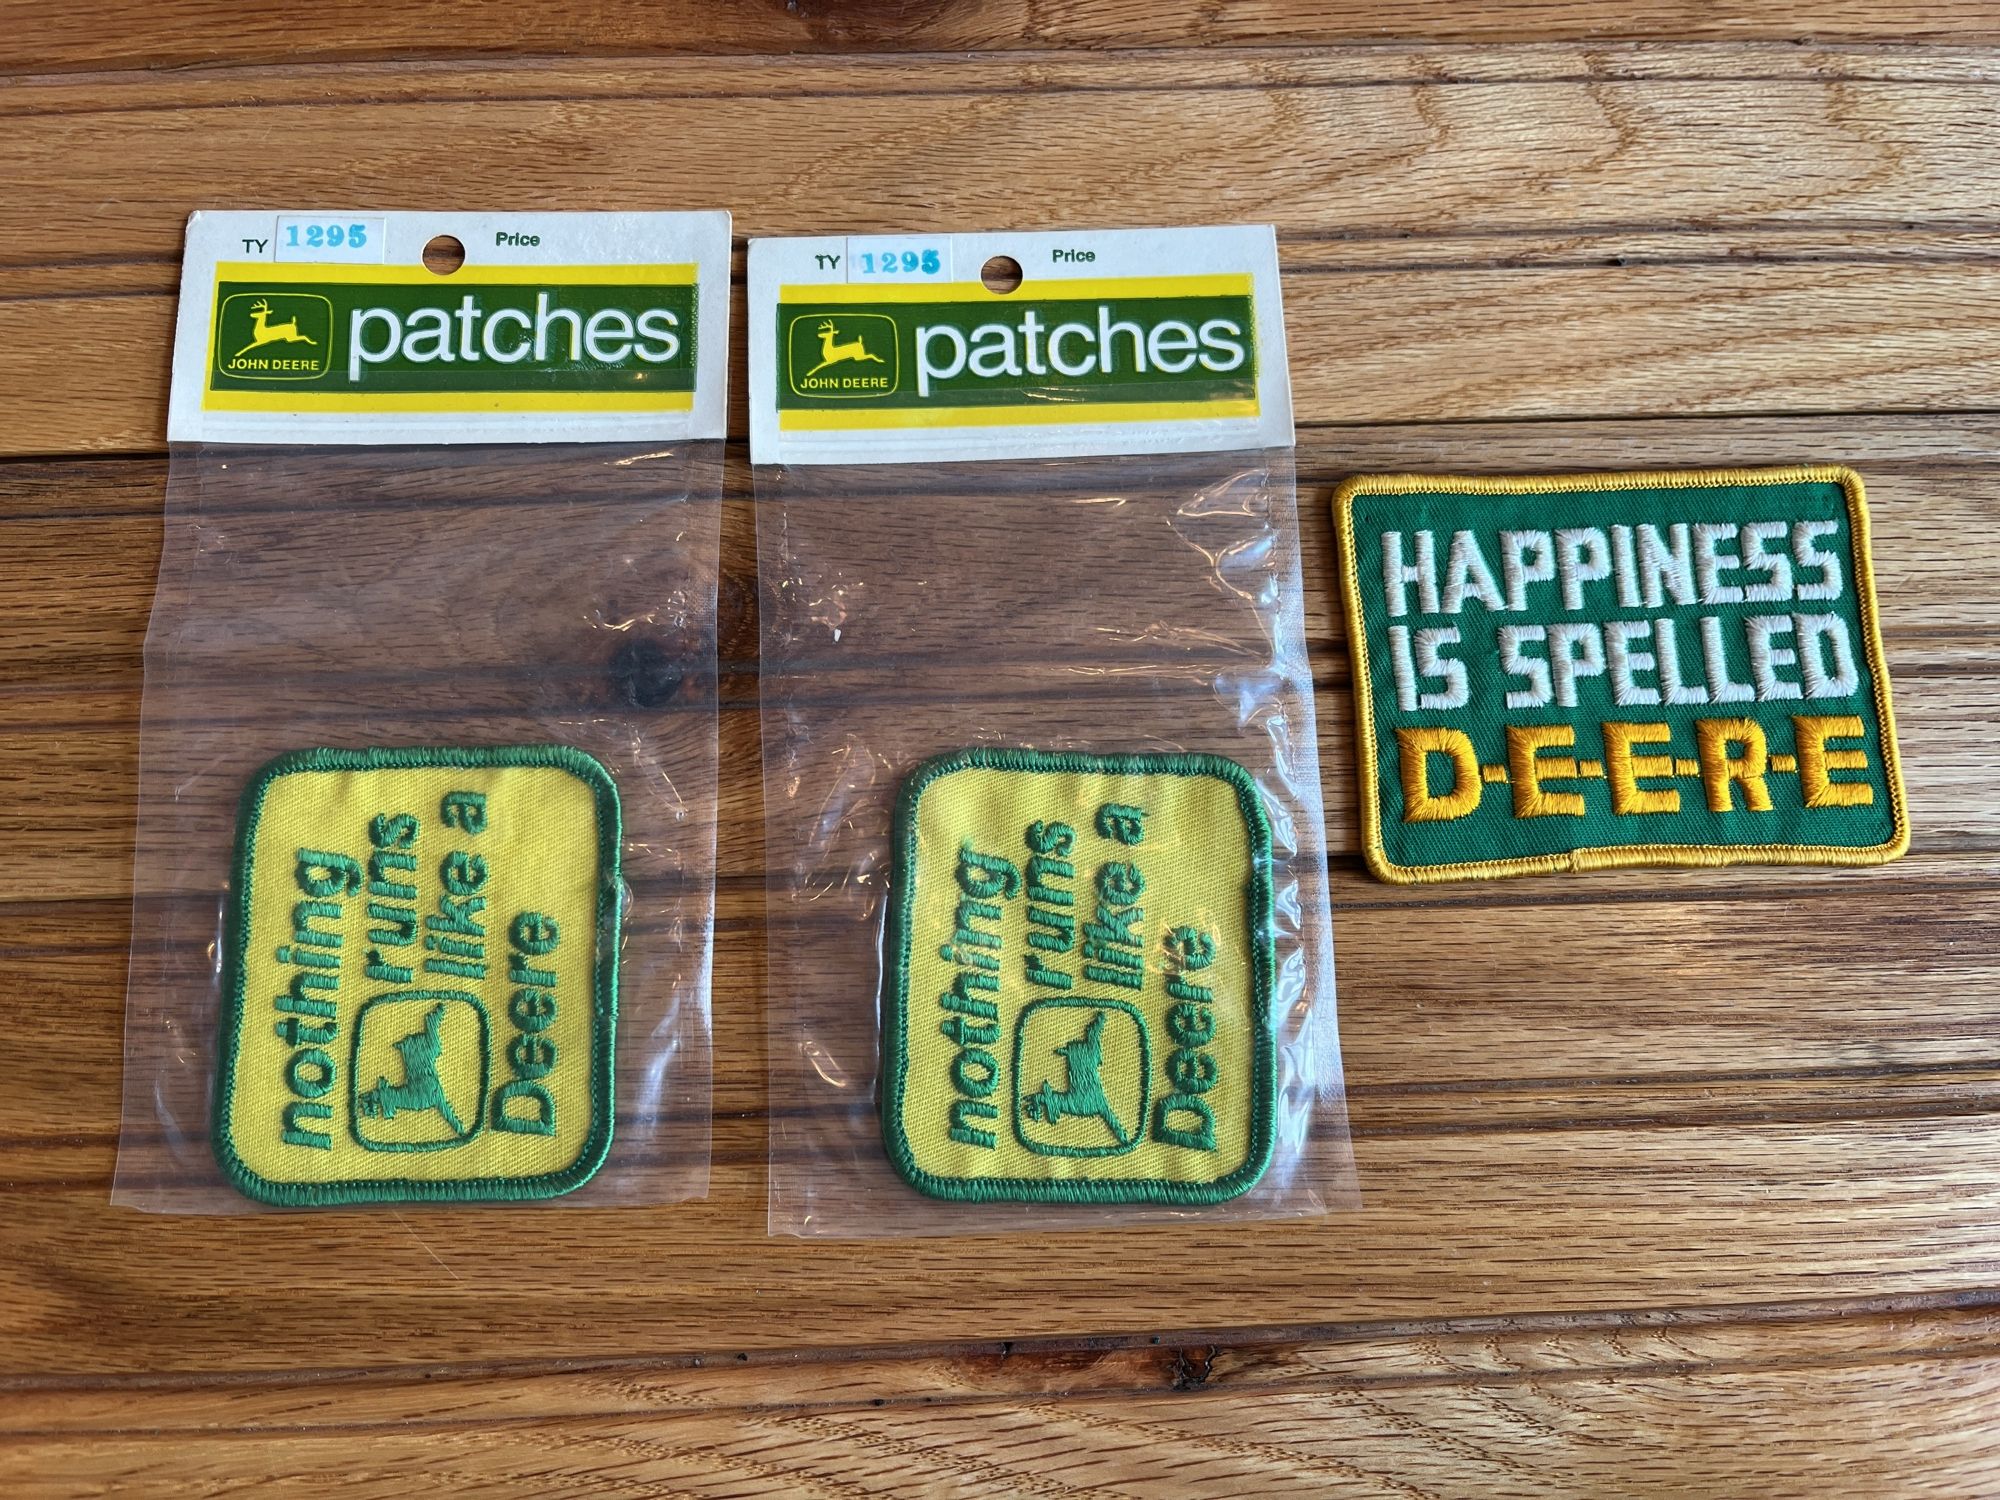 TY 1295 Price
JOHN DEERE
patches
nothing
runs
like a
Deere
TY 1295 Price
JOHN DEERE
patches
nothing
runs
like a
Deere
HAPPINESS
IS SPELLED
D-E-E-R-E